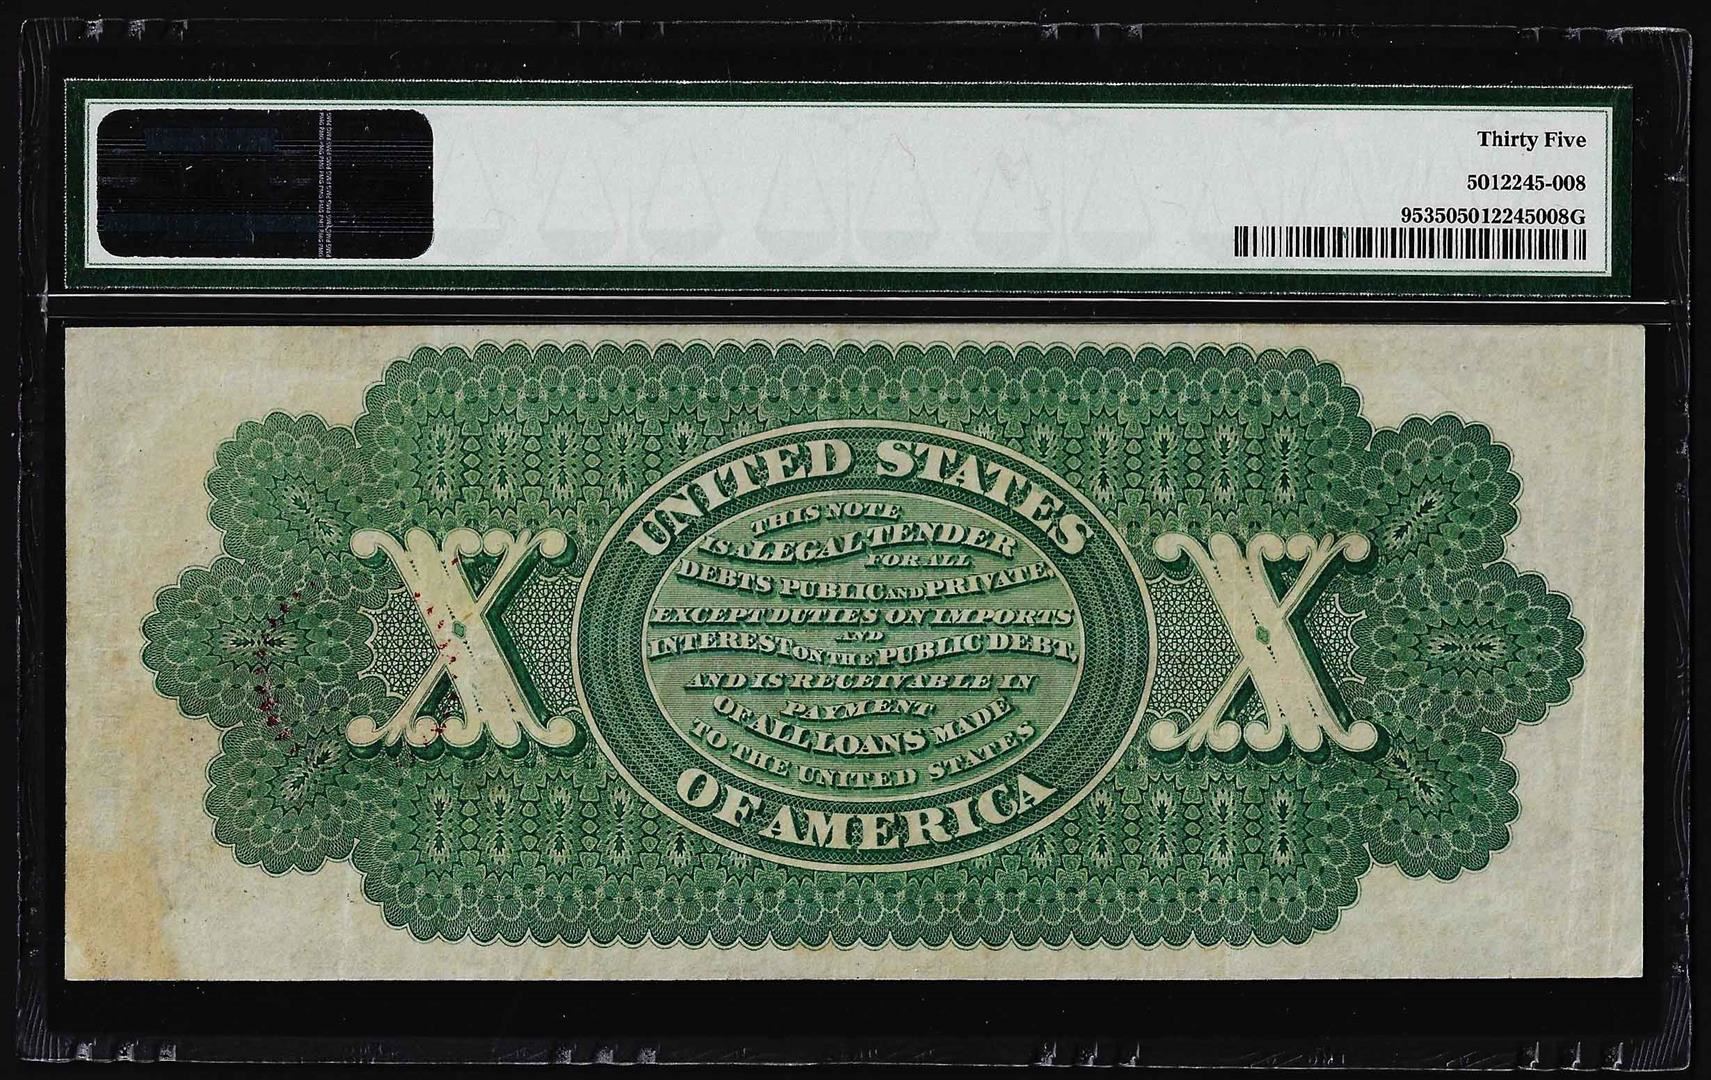 Thirty Five
5012245-008
953505012245008G
UNITED STATES
THIS NOTE
IS A LEGAL TENDER
FOR ALL
DEBTS PUBLIC AND PRIVATE
EXCEPT DUTIES ON IMPORTS
AND
INTEREST ON THE PUBLIC DEBT,
AND IS RECEIVABLE IN
PAYMENT
OF ALL LOANS MADE
TO THE UNITED STATES
OF AMERICA
X X